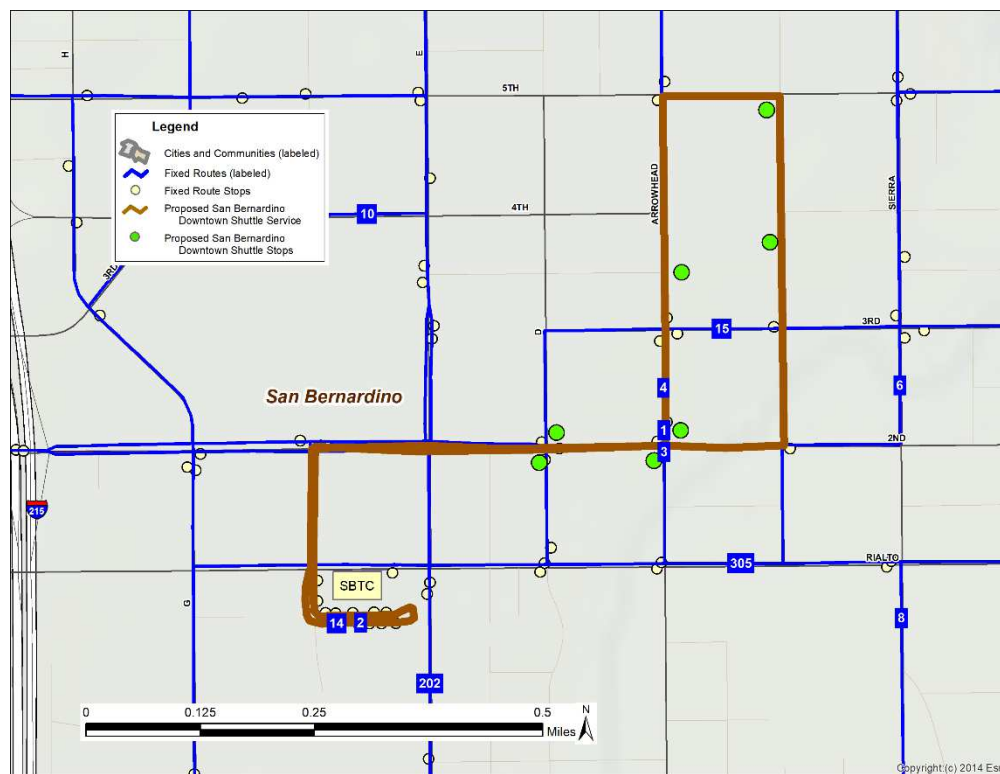 H
E
5TH
Legend
Cities and Communities (labeled)
Fixed Routes (labeled)
Fixed Route Stops
Proposed San Bernardino
Downtown Shuttle Service
Proposed San Bernardino
Downtown Shuttle Stops
ARROWHEAD
SIERRA
10
4TH
3RD
D
15
3RD
4
6
San Bernardino
1
3
2ND
215
305
RIALTO
SBTC
G
14
2
8
202
0
0.125
0.25
0.5
Miles
N
Copyright:(c) 2014 Esr